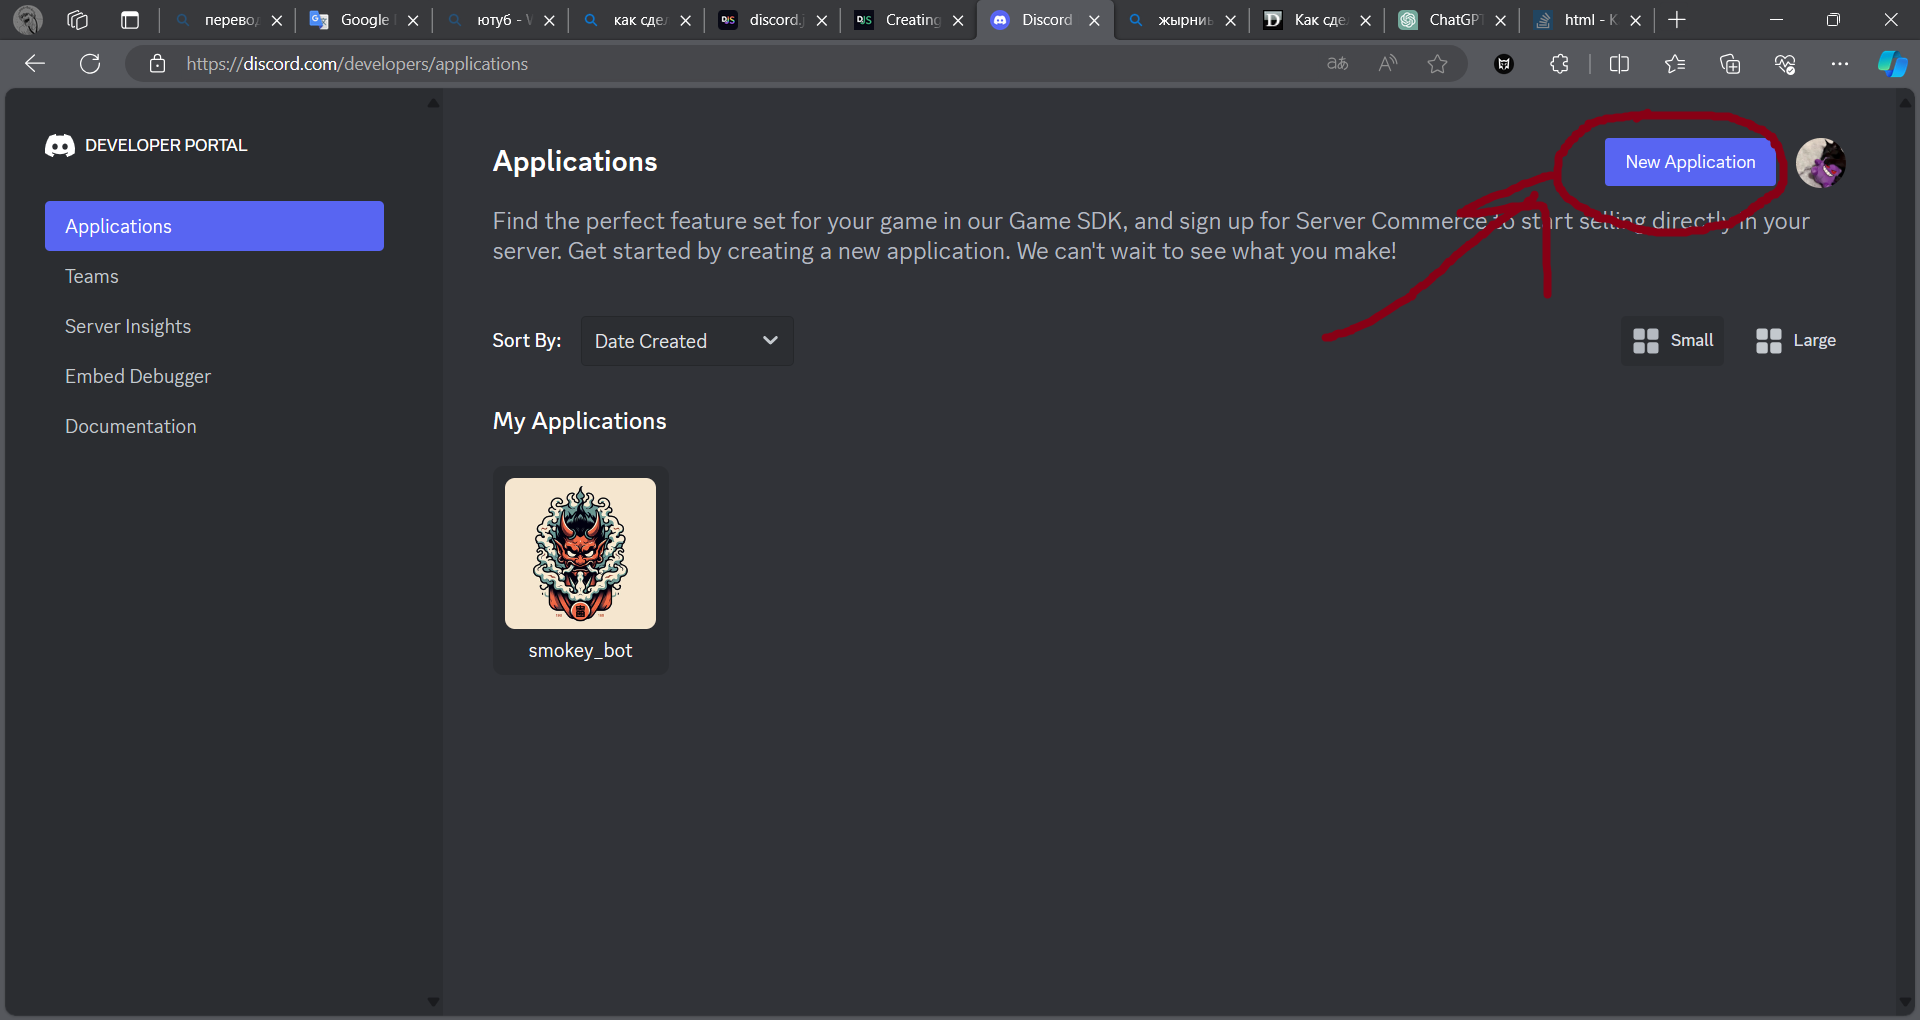 перевод
Google
ютуб -
как сде
discord.j
Creating
Discord
жырни
Как сде
ChatGP
html -
https://discord.com/developers/applications
DEVELOPER PORTAL
Applications
Teams
Server Insights
Embed Debugger
Documentation
Applications
New Application
Find the perfect feature set for your game in our Game SDK, and sign up for Server Commerce to start selling directly in your
server. Get started by creating a new application. We can't wait to see what you make!
Sort By:
Date Created
Small
Large
My Applications
smokey_bot